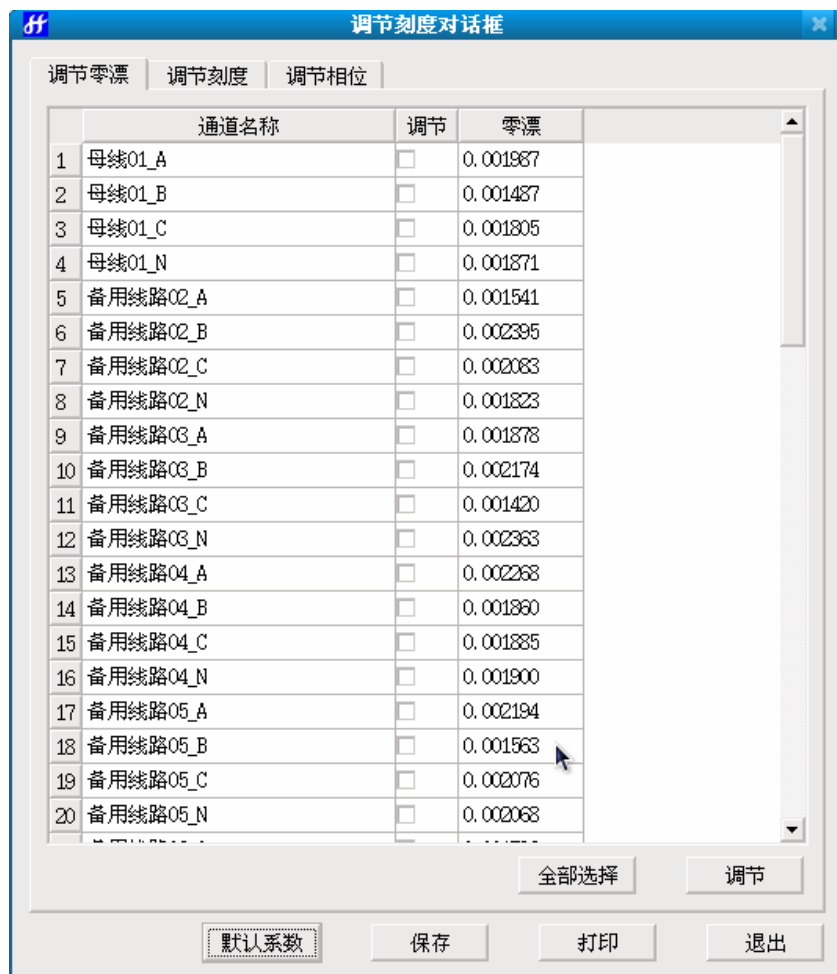 调节刻度对话框
调节零漂 调节刻度 调节相位
通道名称 调节 零漂
1 母线01_A 0.001987
2 母线01_B 0.001487
3 母线01_C 0.001805
4 母线01_N 0.001871
5 备用线路02_A 0.001541
6 备用线路02_B 0.002395
7 备用线路02_C 0.002083
8 备用线路02_N 0.001823
9 备用线路03_A 0.001878
10 备用线路03_B 0.002174
11 备用线路03_C 0.001420
12 备用线路03_N 0.002363
13 备用线路04_A 0.002268
14 备用线路04_B 0.001860
15 备用线路04_C 0.001885
16 备用线路04_N 0.001900
17 备用线路05_A 0.002194
18 备用线路05_B 0.001563
19 备用线路05_C 0.002076
20 备用线路05_N 0.002068
全部选择 调节
默认系数 保存 打印 退出